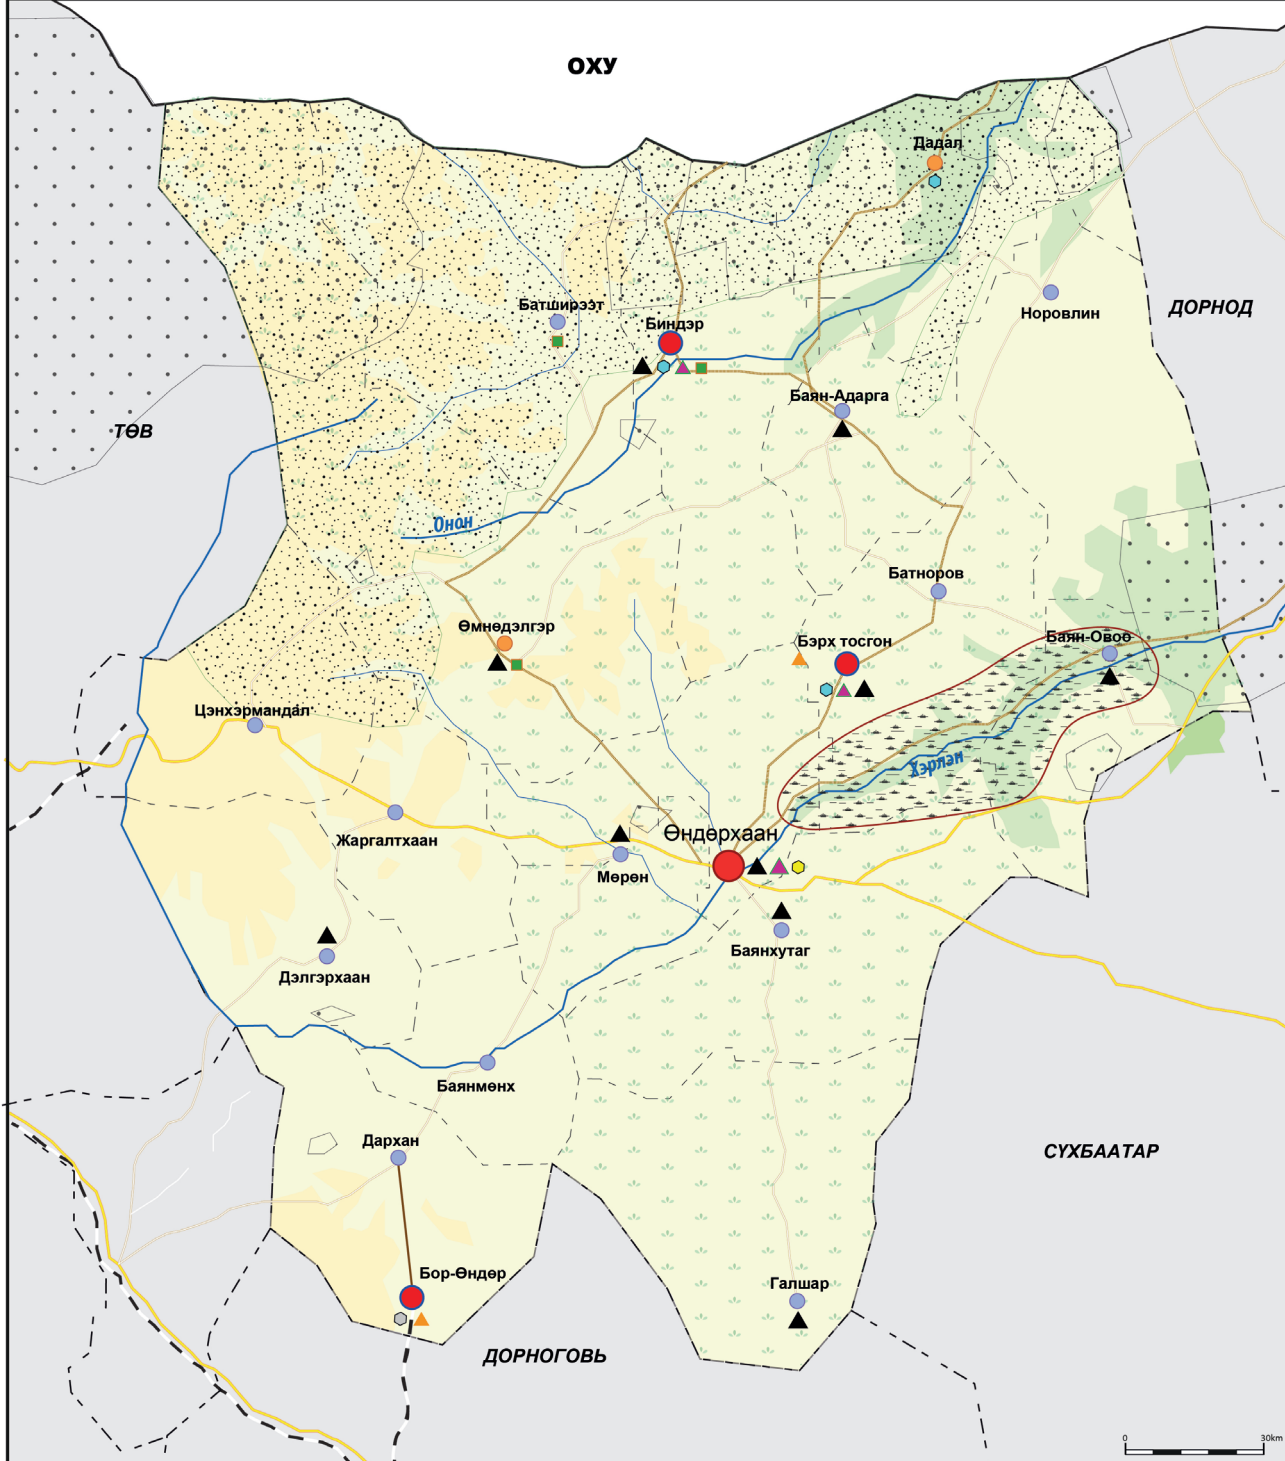 ОХУ
Дадал
Батширээт
Биндэр
Норовлин
ДОРНОД
Баян-Адарга
ТӨВ
Онон
Батноров
Өмнөдэлгэр
Бэрх тосгон
Баян-Овоо
Цэнхэрмандал
Хэрлэн
Жаргалтхаан
Өндөрхаан
Мөрөн
Баянхутаг
Дэлгэрхаан
Баянмөнх
Дархан
СҮХБААТАР
Бор-Өндөр
Галшар
ДОРНОГОВЬ
0 30km